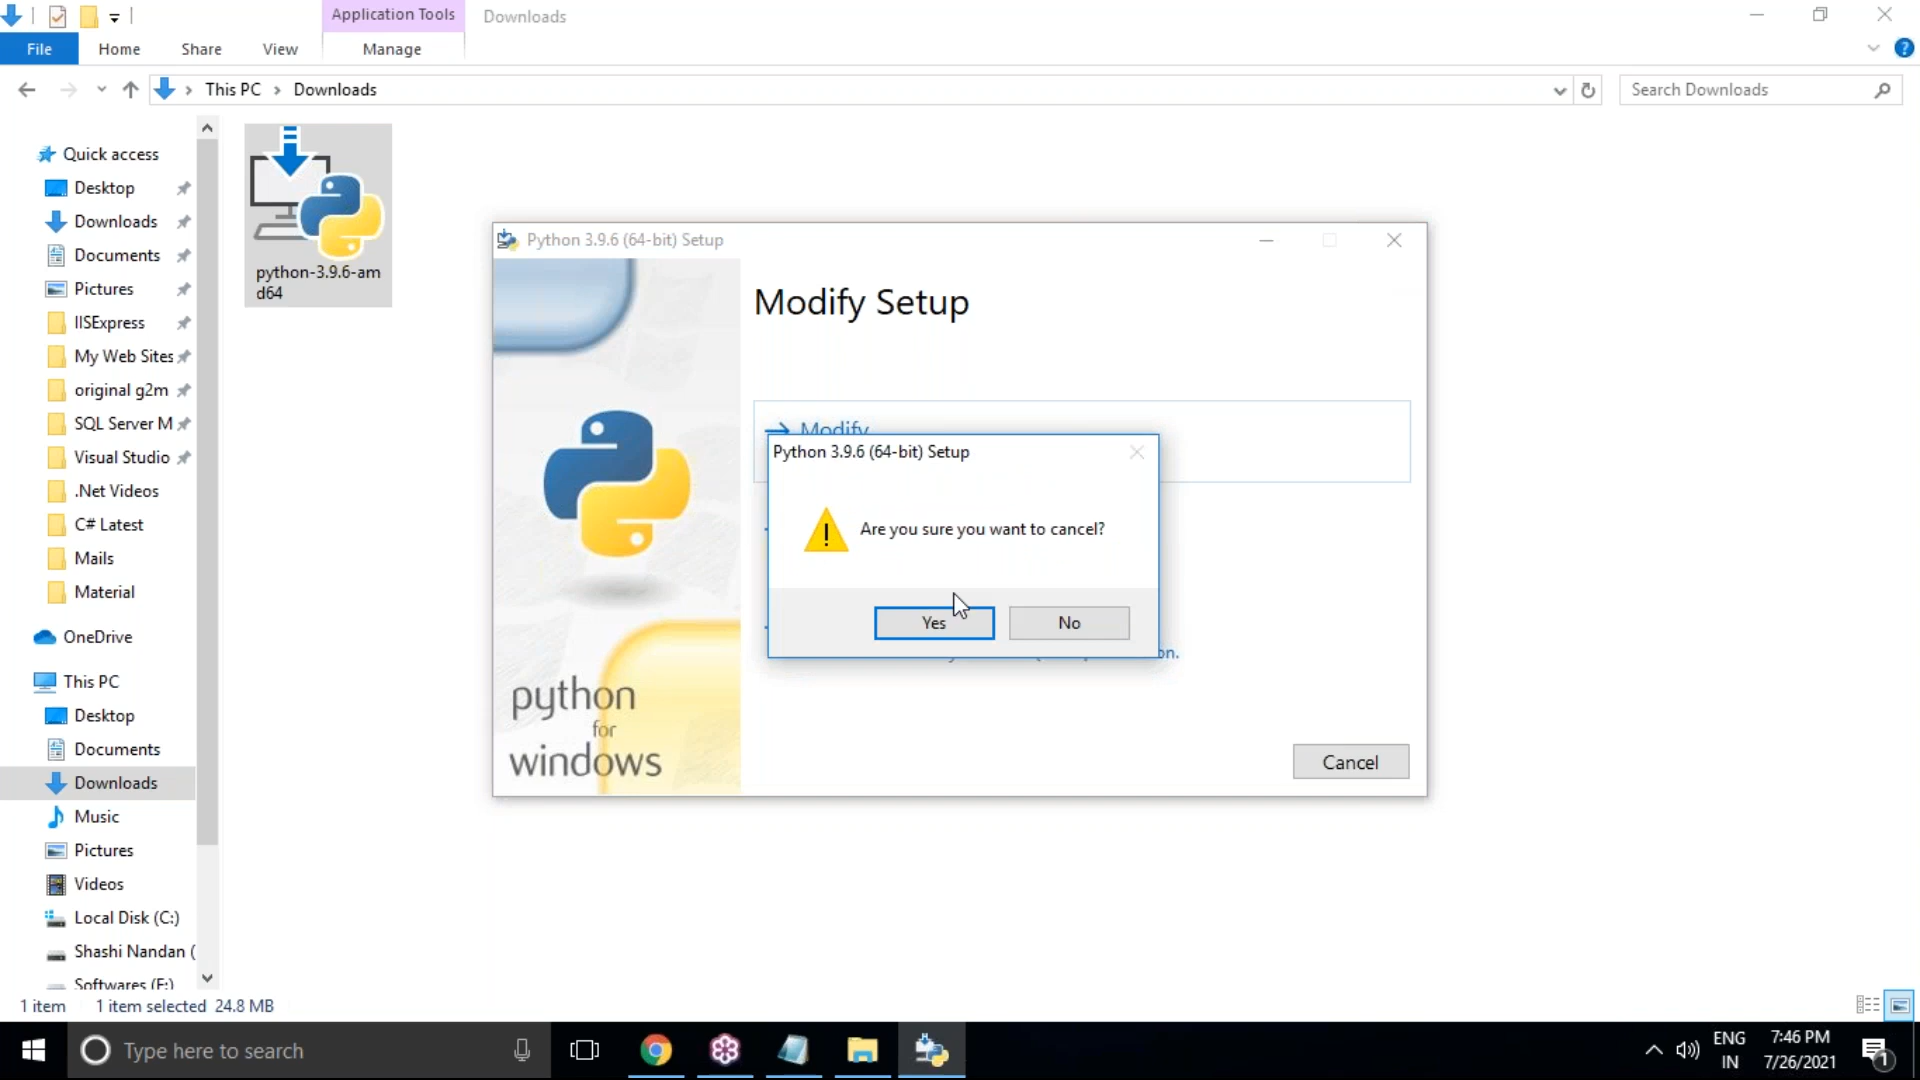 Application Tools
Downloads
File
Home
Share
View
Manage
This PC
Downloads
Search Downloads
Quick access
Desktop
Downloads
Documents
Pictures
IISExpress
My Web Sites
original g2m
SQL Server M
Visual Studio
.Net Videos
C# Latest
Mails
Material
OneDrive
This PC
Desktop
Documents
Downloads
Music
Pictures
Videos
Local Disk (C:)
Shashi Nandan (
Softwares (F:)
python-3.9.6-am
d64
Python 3.9.6 (64-bit) Setup
Modify Setup
Modify
Python 3.9.6 (64-bit) Setup
Are you sure you want to cancel?
Yes
No
on.
python
for
windows
Cancel
1 item
1 item selected 24.8 MB
Type here to search
ENG
IN
7:46 PM
7/26/2021
1